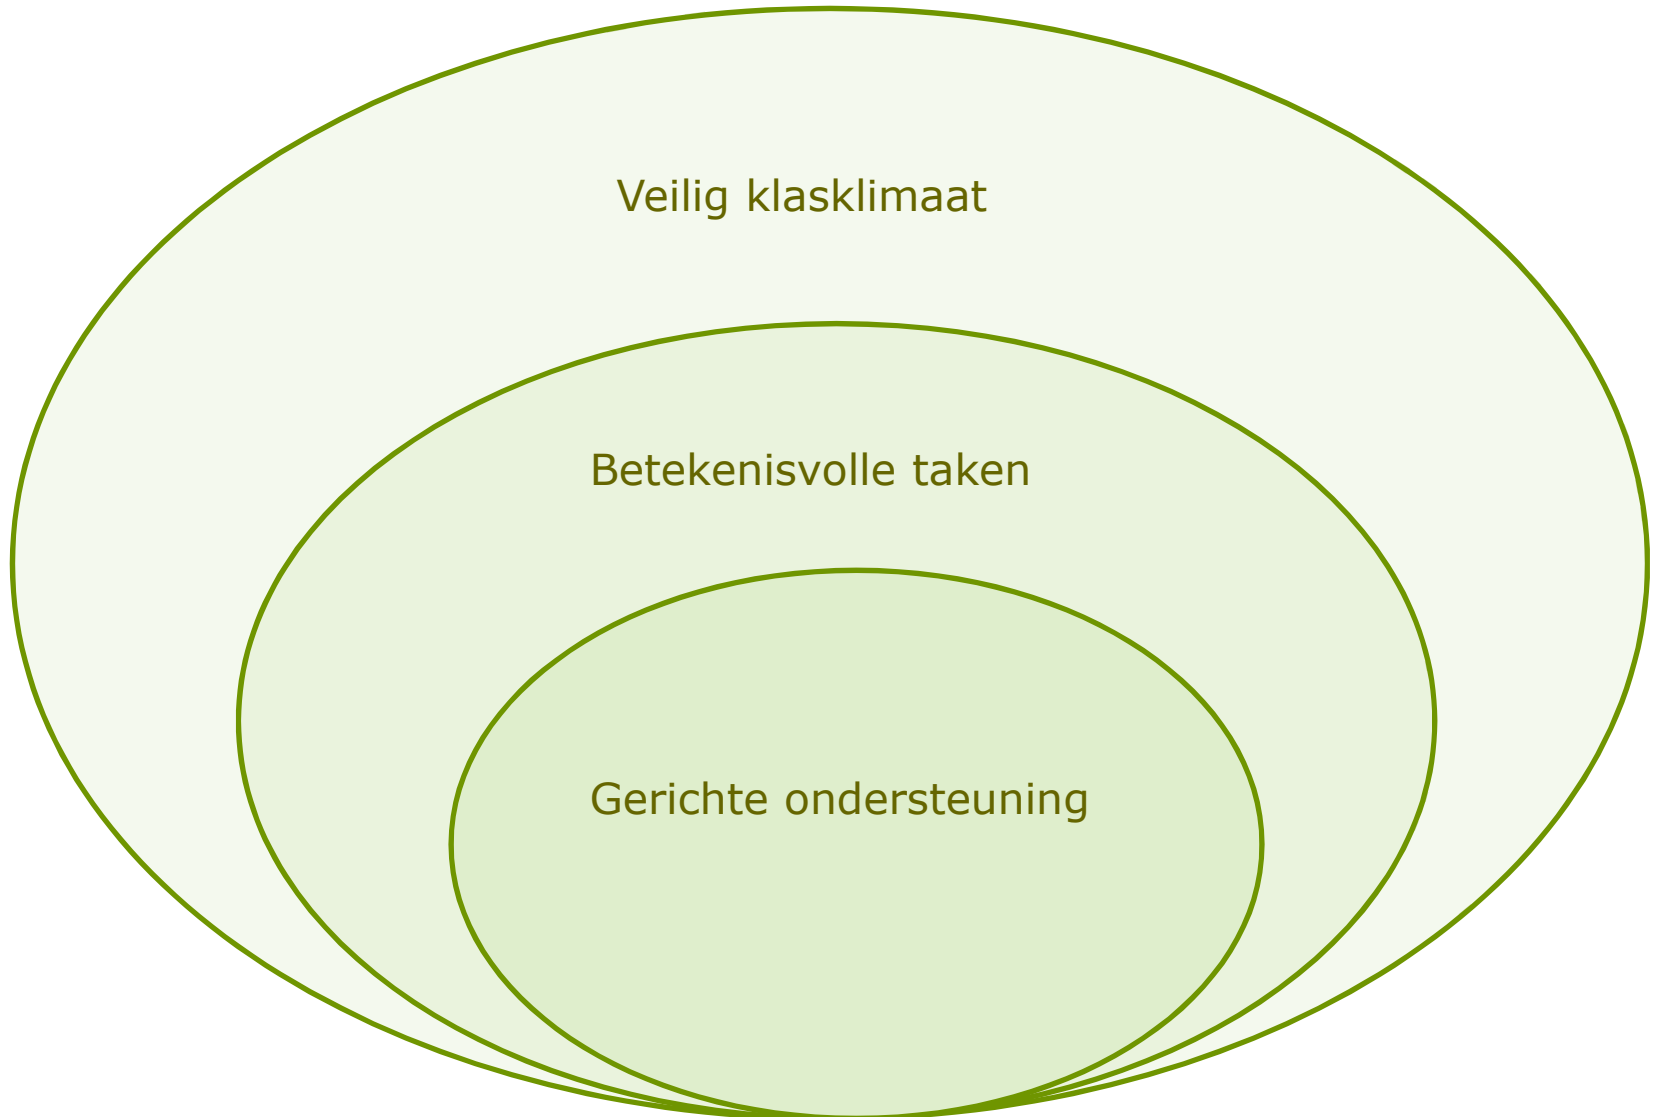 Veilig klasklimaat
Betekenisvolle taken
Gerichte ondersteuning